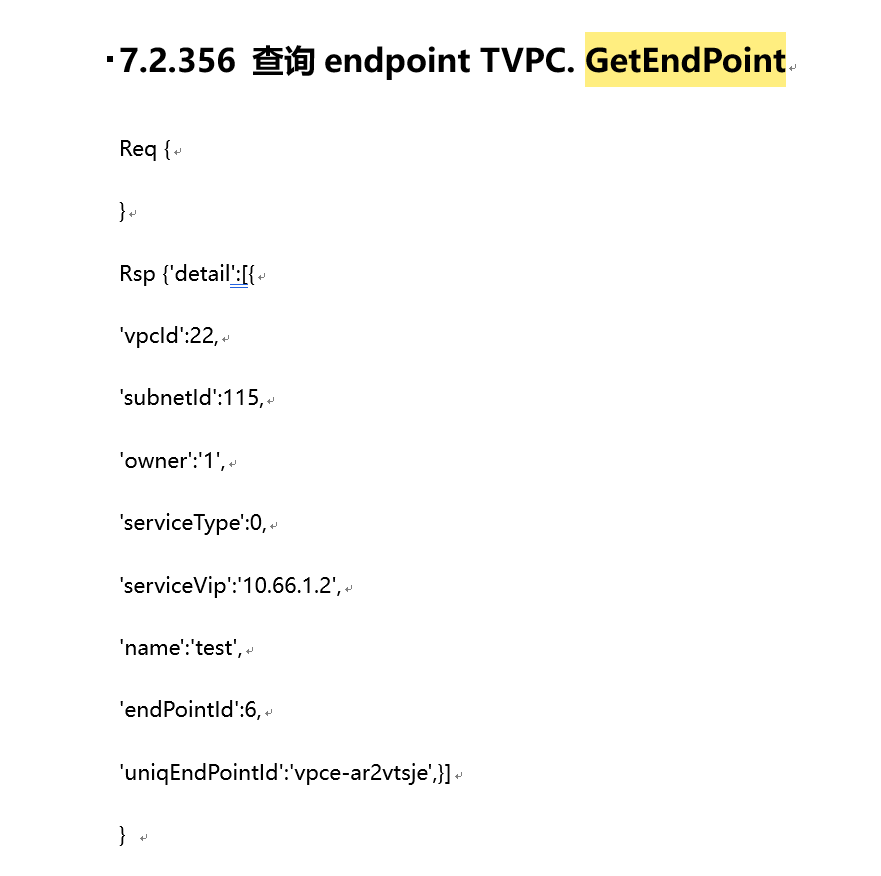 7.2.356 查询 endpoint TVPC. GetEndPoint
Req {
}
Rsp {'detail':[{
'vpcId':22,
'subnetId':115,
'owner':'1',
'serviceType':0,
'serviceVip':'10.66.1.2',
'name':'test',
'endPointId':6,
'uniqEndPointId':'vpce-ar2vtsje',}]
}